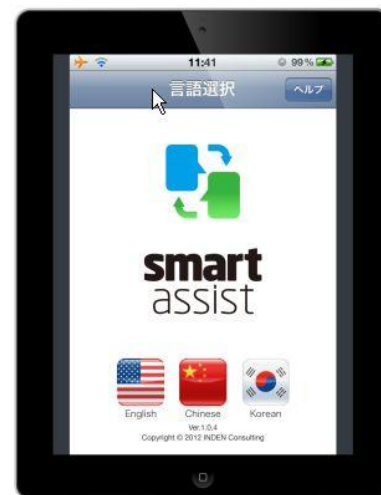 11:41
99%
言語選択
ヘルプ
smart
assist
English Chinese Korean
Ver.1.0.4
Copyright © 2012 INDEN Consulting